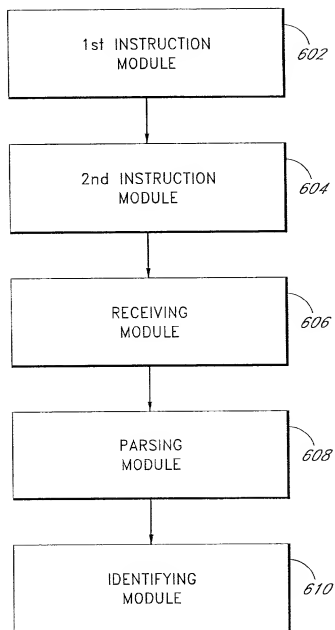 1st INSTRUCTION
MODULE
602
2nd INSTRUCTION
MODULE
604
RECEIVING
MODULE
606
PARSING
MODULE
608
IDENTIFYING
MODULE
610